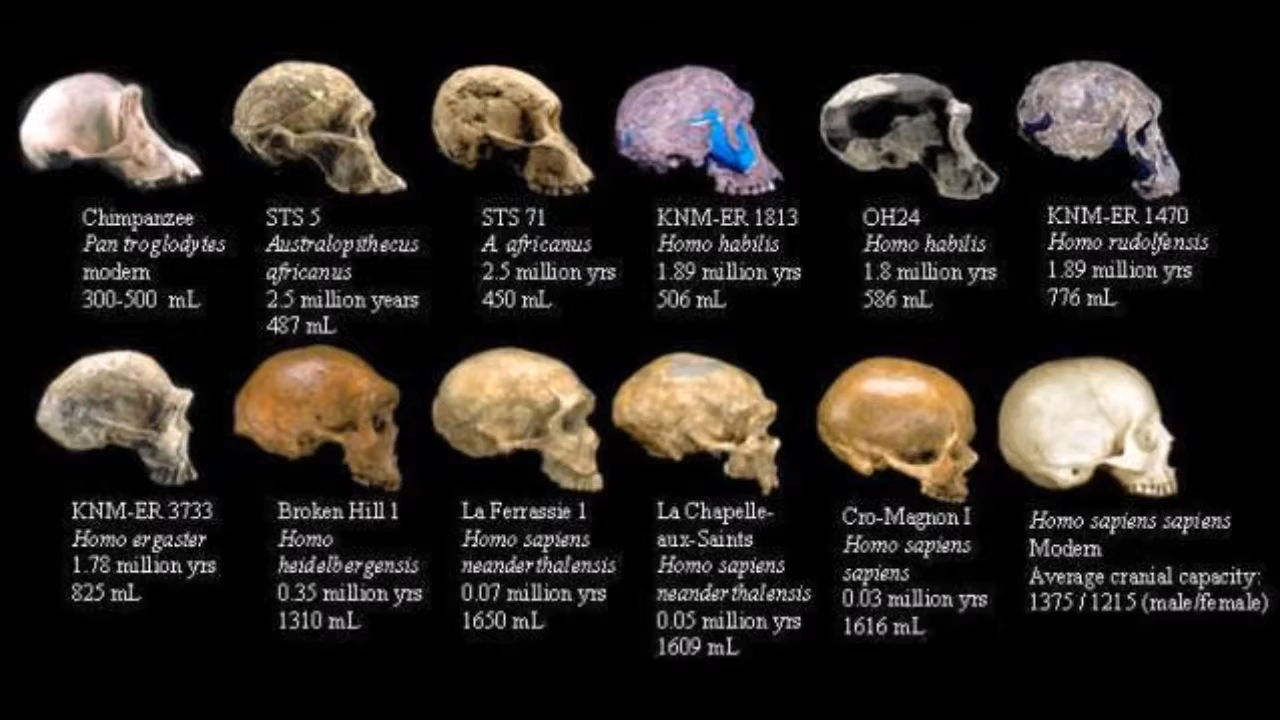 Chimpanzee
Pan troglodytes
modern
300-500 mL
STS 5
Australopithecus
africanus
2.5 million years
487 mL
STS 71
A. africanus
2.5 million yrs
450 mL
KNM-ER 1813
Homo habilis
1.89 million yrs
506 mL
OH24
Homo habilis
1.8 million yrs
586 mL
KNM-ER 1470
Homo rudolfensis
1.89 million yrs
776 mL
KNM-ER 3733
Homo ergaster
1.78 million yrs
825 mL
Broken Hill 1
Homo
heidelbergensis
0.35 million yrs
1310 mL
La Ferrassie 1
Homo sapiens
neanderthalensis
0.07 million yrs
1650 mL
La Chapelle-
aux-Saints
Homo sapiens
neanderthalensis
0.05 million yrs
1609 mL
Cro-Magnon I
Homo sapiens
sapiens
0.03 million yrs
1616 mL
Homo sapiens sapiens
Modern
Average cranial capacity:
1375 / 1215 (male/female)